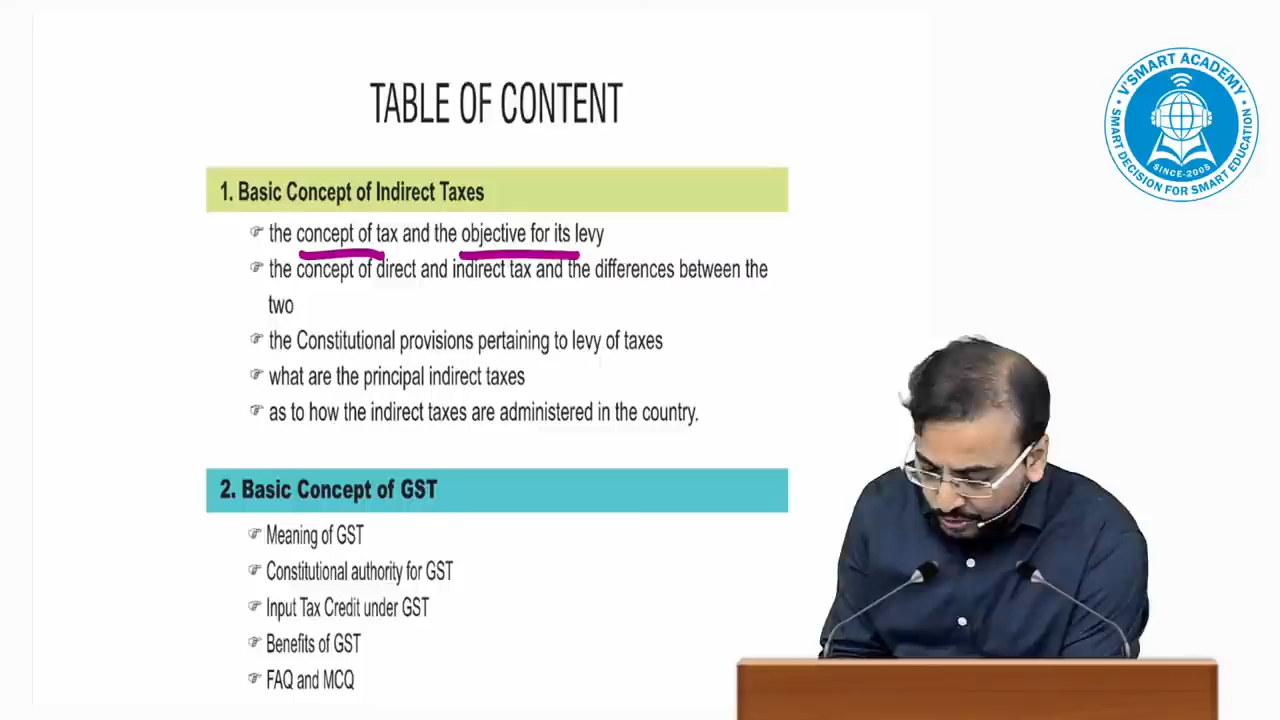 TABLE OF CONTENT
1. Basic Concept of Indirect Taxes
☞ the concept of tax and the objective for its levy
☞ the concept of direct and indirect tax and the differences between the
two
☞ the Constitutional provisions pertaining to levy of taxes
☞ what are the principal indirect taxes
☞ as to how the indirect taxes are administered in the country.
2. Basic Concept of GST
☞ Meaning of GST
☞ Constitutional authority for GST
☞ Input Tax Credit under GST
☞ Benefits of GST
☞ FAQ and MCQ
V'SMART ACADEMY
SMART DECISION FOR SMART EDUCATION
SINCE-2005